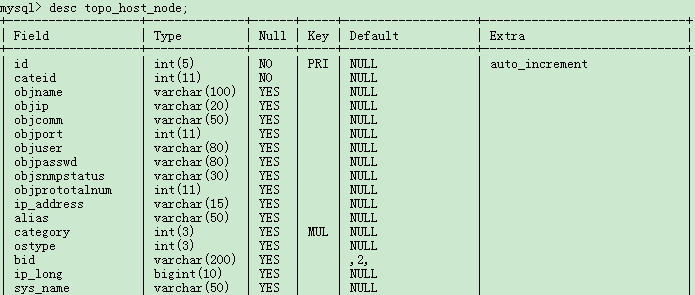 mysql> desc topo_host_node;
| Field | Type | Null | Key | Default | Extra |
| id | int(5) | NO | PRI | NULL | auto_increment |
| cateid | int(11) | NO | | NULL | |
| objname | varchar(100) | YES | | NULL | |
| objip | varchar(20) | YES | | NULL | |
| objcomm | varchar(50) | YES | | NULL | |
| objport | int(11) | YES | | NULL | |
| objuser | varchar(80) | YES | | NULL | |
| objpasswd | varchar(80) | YES | | NULL | |
| objsnmpstatus | varchar(30) | YES | | NULL | |
| objprototalnum | int(11) | YES | | NULL | |
| ip_address | varchar(15) | YES | | NULL | |
| alias | varchar(50) | YES | | NULL | |
| category | int(3) | YES | MUL | NULL | |
| ostype | int(3) | YES | | NULL | |
| bid | varchar(200) | YES | | ,2, | |
| ip_long | bigint(10) | YES | | NULL | |
| sys_name | varchar(50) | YES | | NULL | |